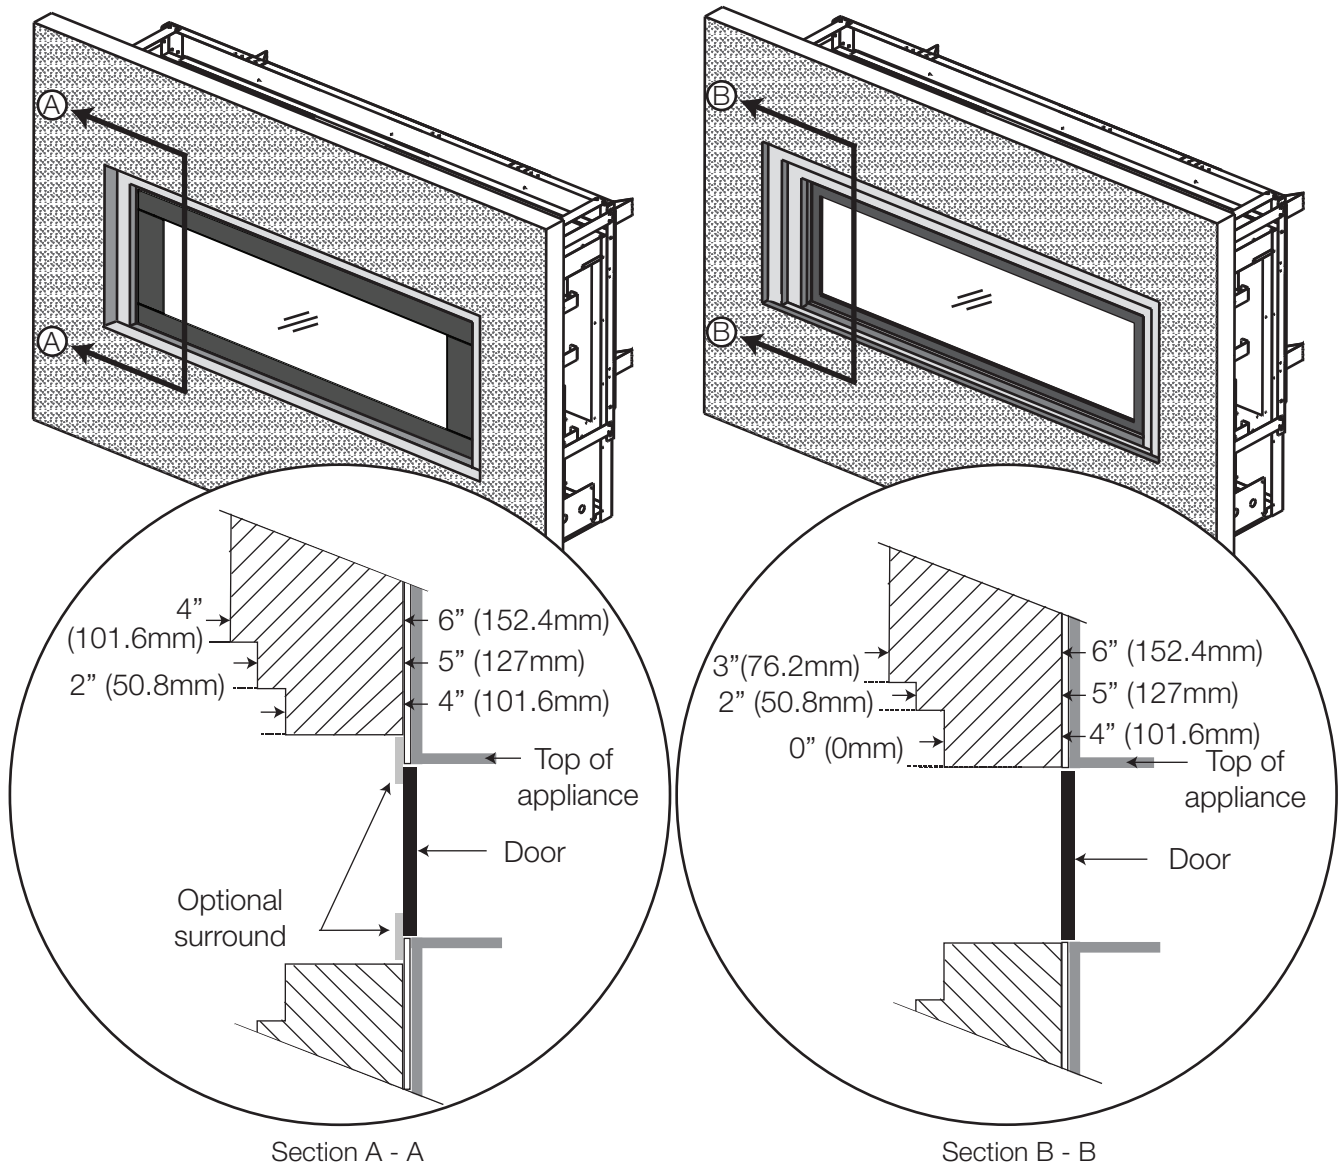 A
A
B
B
4”
(101.6mm)
2” (50.8mm)
6” (152.4mm)
5” (127mm)
4” (101.6mm)
Top of
appliance
Door
Optional
surround
Section A - A
3”(76.2mm)
2” (50.8mm)
0” (0mm)
6” (152.4mm)
5” (127mm)
4” (101.6mm)
Top of
appliance
Door
Section B - B